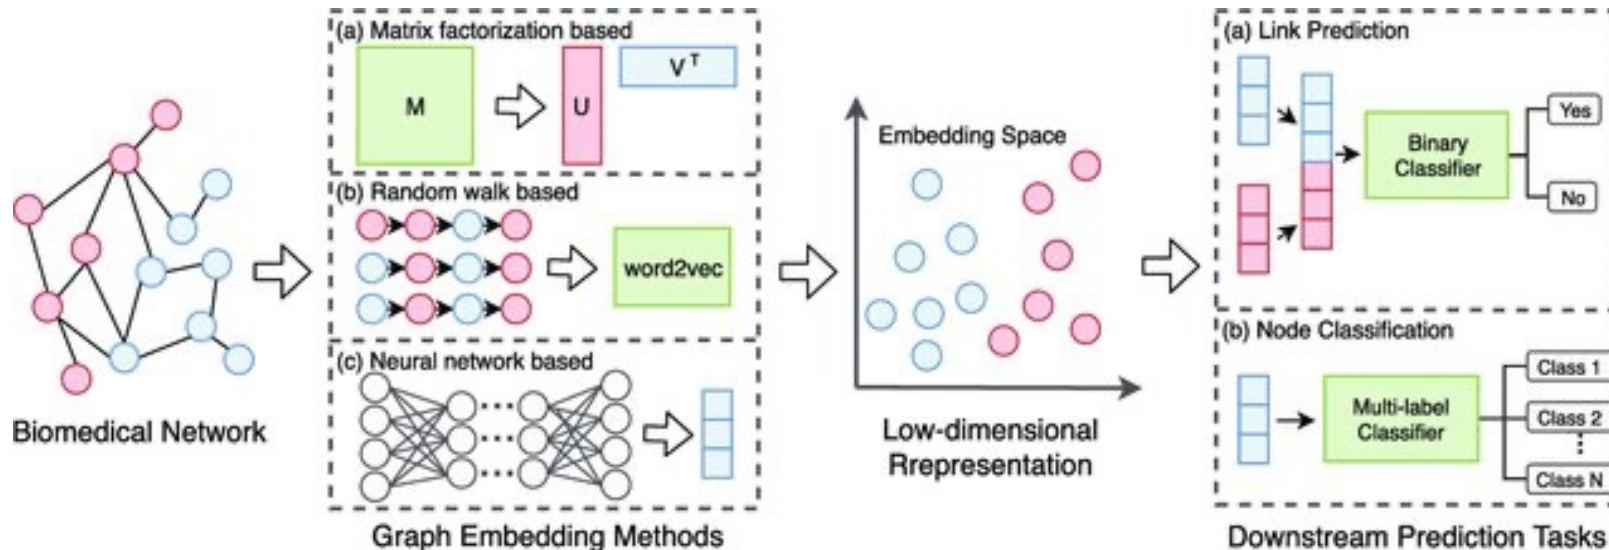 Biomedical Network
(a) Matrix factorization based
M
U
V T
(b) Random walk based
word2vec
(c) Neural network based
Graph Embedding Methods
Embedding Space
Low-dimensional
Rrepresentation
(a) Link Prediction
Binary
Classifier
Yes
No
(b) Node Classification
Multi-label
Classifier
Class 1
Class 2
Class N
Downstream Prediction Tasks